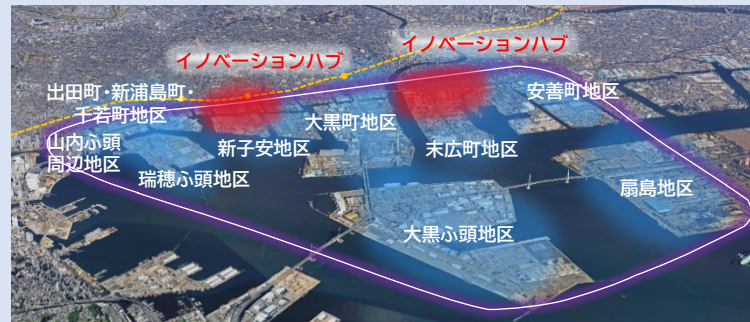 イノベーションハブ
イノベーションハブ
出田町・新浦島町・
千若町地区
安善町地区
大黒町地区
山内ふ頭
周辺地区
新子安地区
末広町地区
瑞穂ふ頭地区
扇島地区
大黒ふ頭地区